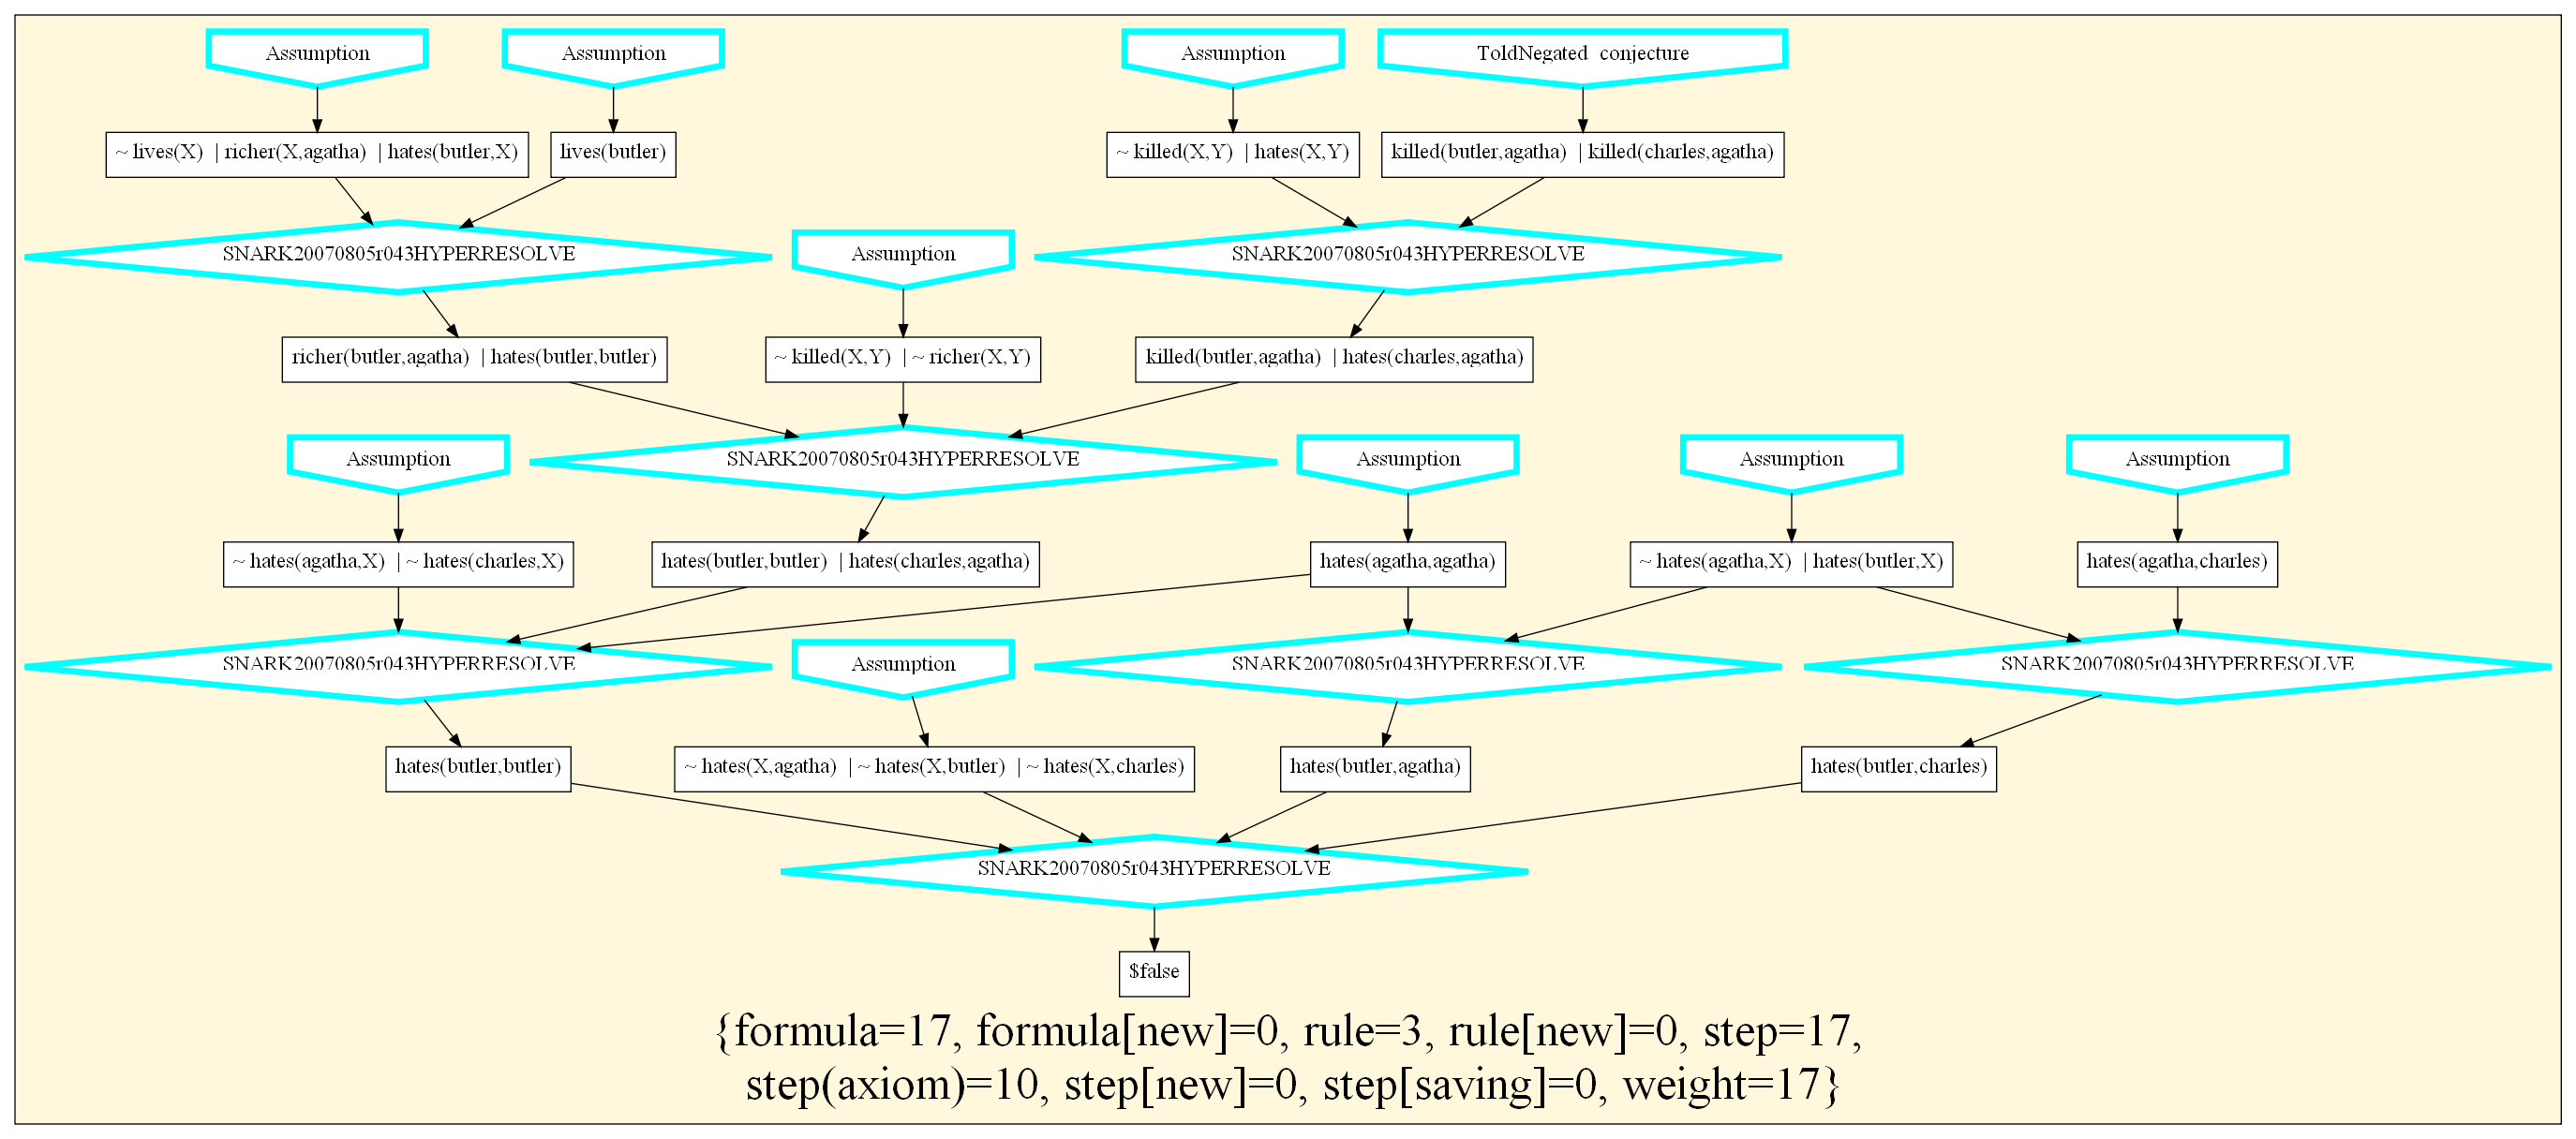 Assumption
Assumption
Assumption
ToldNegated conjecture
~ lives(X) | richer(X,agatha) | hates(butler,X)
lives(butler)
~ killed(X,Y) | hates(X,Y)
killed(butler,agatha) | killed(charles,agatha)
SNARK20070805r043HYPERRESOLVE
Assumption
SNARK20070805r043HYPERRESOLVE
richer(butler,agatha) | hates(butler,butler)
~ killed(X,Y) | ~ richer(X,Y)
killed(butler,agatha) | hates(charles,agatha)
Assumption
SNARK20070805r043HYPERRESOLVE
Assumption
Assumption
Assumption
~ hates(agatha,X) | ~ hates(charles,X)
hates(butler,butler) | hates(charles,agatha)
hates(agatha,agatha)
~ hates(agatha,X) | hates(butler,X)
hates(agatha,charles)
SNARK20070805r043HYPERRESOLVE
Assumption
SNARK20070805r043HYPERRESOLVE
SNARK20070805r043HYPERRESOLVE
hates(butler,butler)
~ hates(X,agatha) | ~ hates(X,butler) | ~ hates(X,charles)
hates(butler,agatha)
hates(butler,charles)
SNARK20070805r043HYPERRESOLVE
$false
{formula=17, formula[new]=0, rule=3, rule[new]=0, step=17,
step(axiom)=10, step[new]=0, step[saving]=0, weight=17}